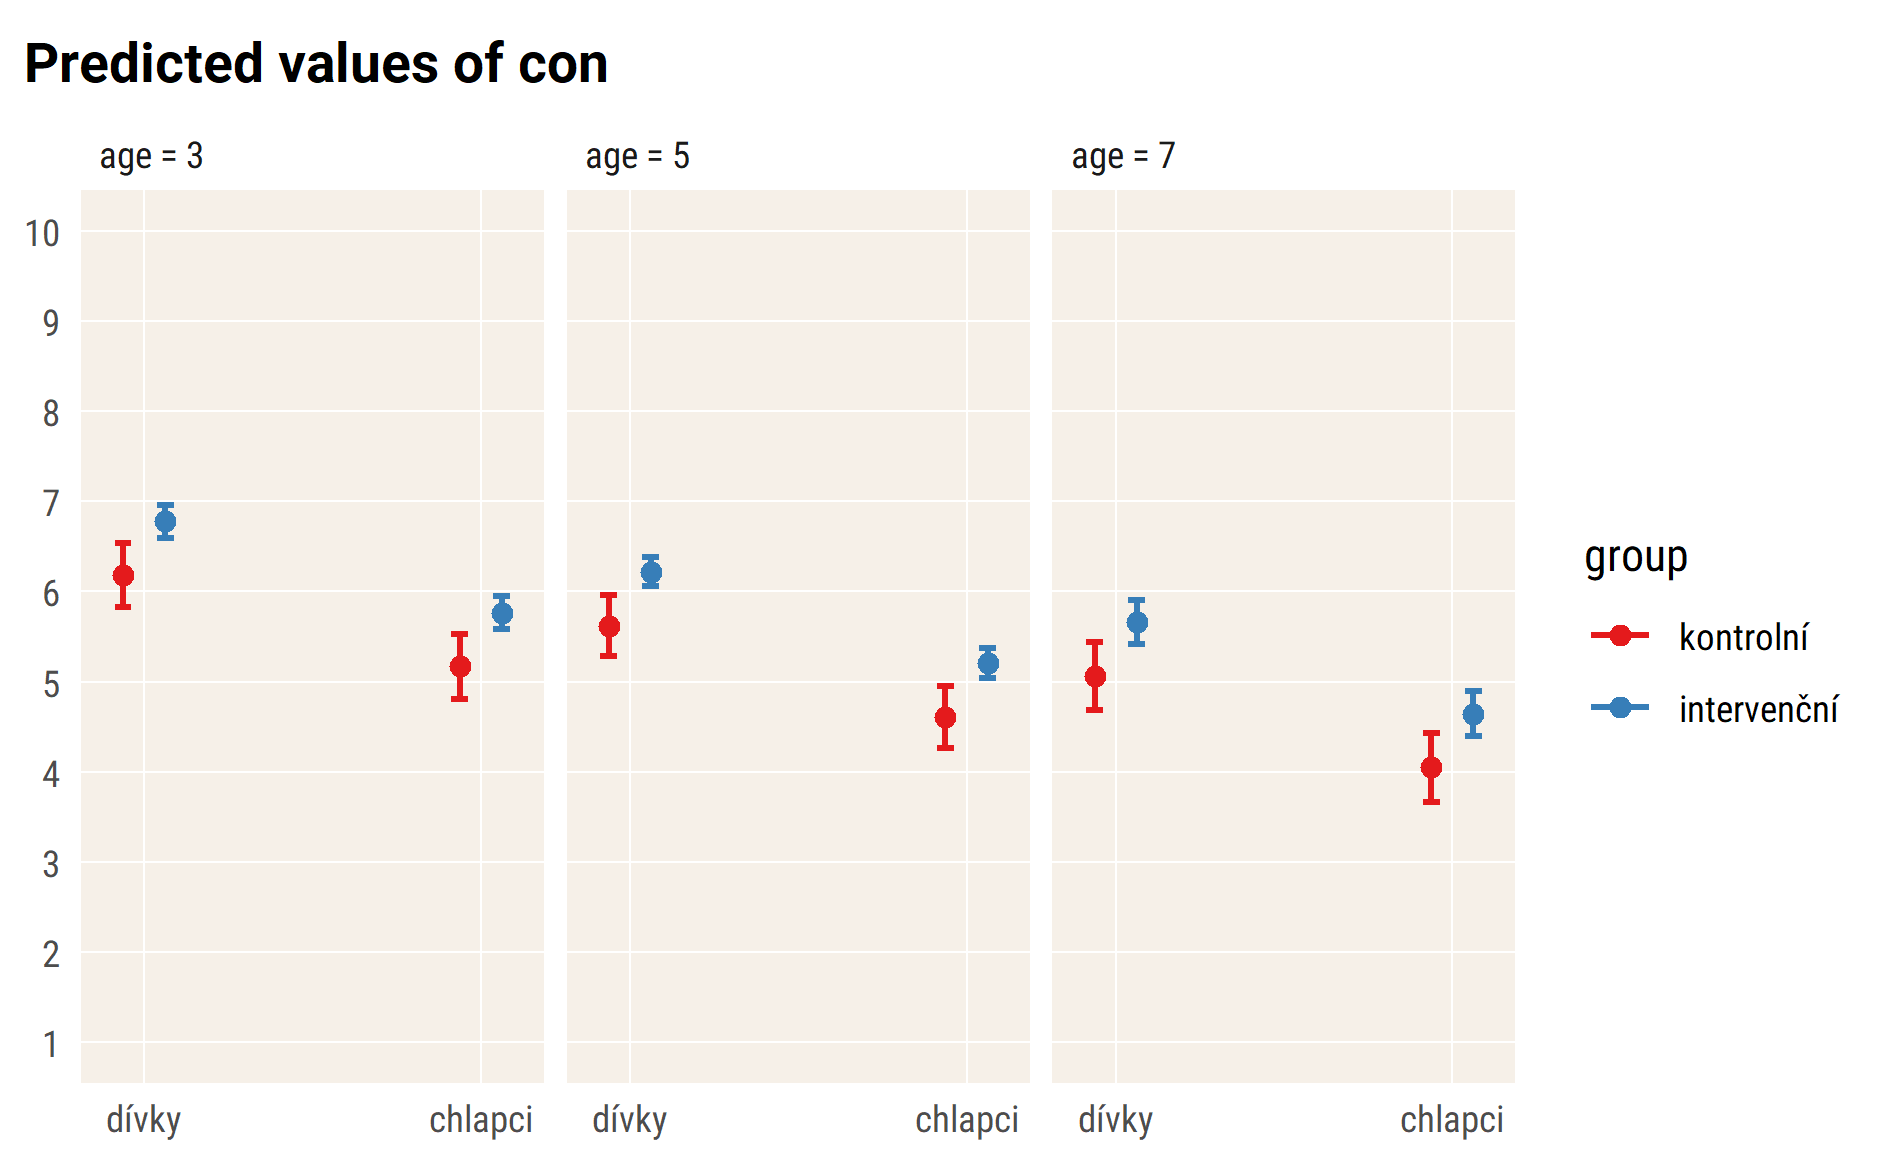 Predicted values of con
age = 3
age = 5
age = 7
10
9
8
7
6
5
4
3
2
1
dívky
chlapci
dívky
chlapci
dívky
chlapci
group
kontrolní
intervenční